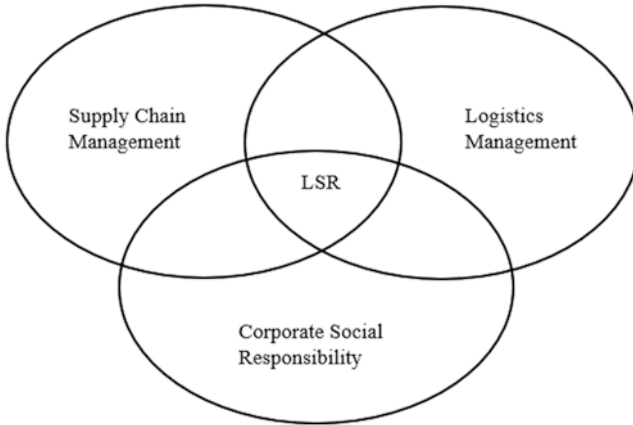 Supply Chain
Management
Logistics
Management
LSR
Corporate Social
Responsibility